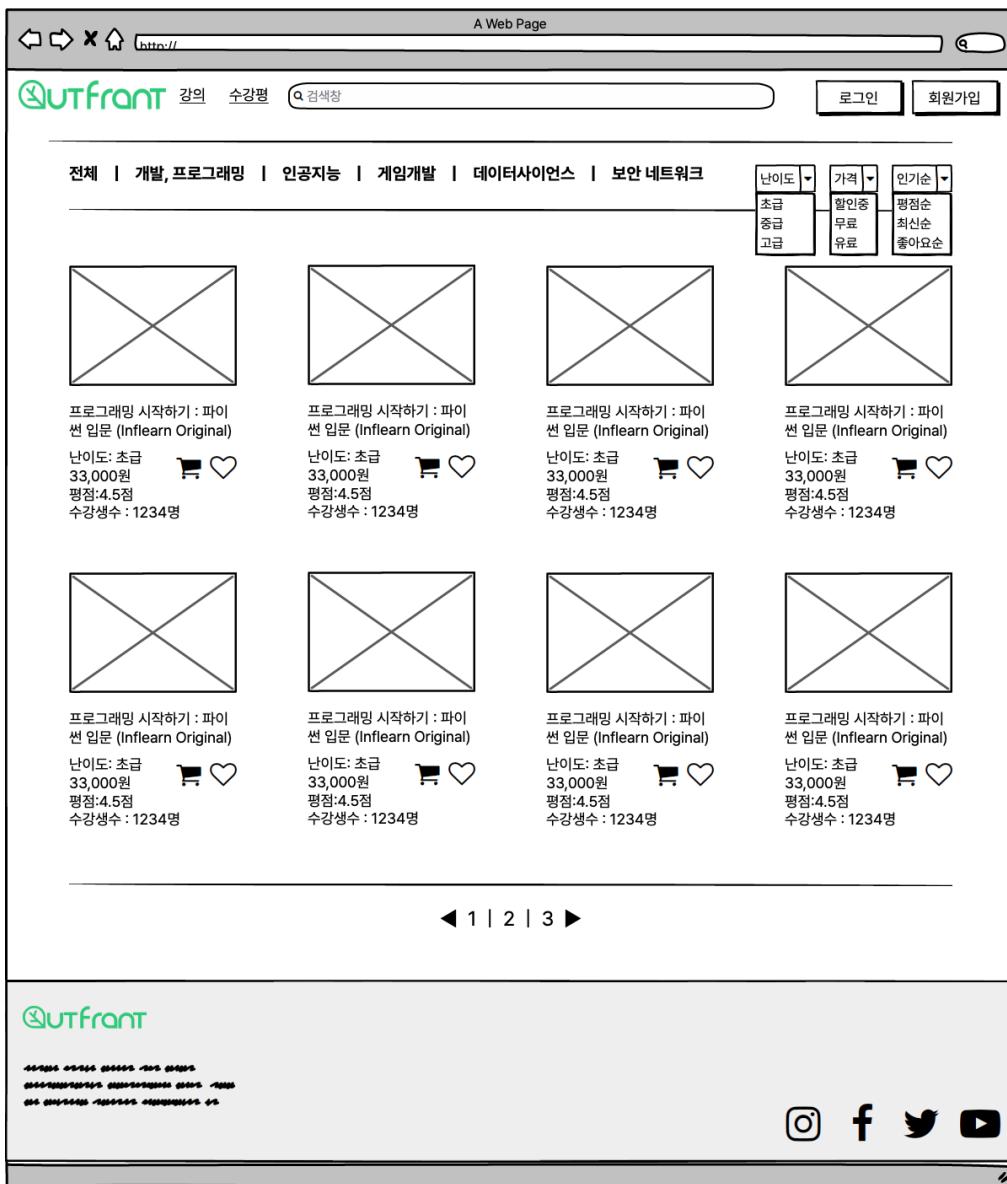 A Web Page
http://
OUTFRANT 강의 수강평 검색창 로그인 회원가입
전체 | 개발, 프로그래밍 | 인공지능 | 게임개발 | 데이터사이언스 | 보안 네트워크
난이도 가격 인기순
초급 할인중 평점순
중급 무료 최신순
고급 유료 좋아요순
프로그래밍 시작하기 : 파이 프로그래밍 시작하기 : 파이 프로그래밍 시작하기 : 파이 프로그래밍 시작하기 : 파이
썬 입문 (Inflearn Original) 썬 입문 (Inflearn Original) 썬 입문 (Inflearn Original) 썬 입문 (Inflearn Original)
난이도: 초급 난이도: 초급 난이도: 초급 난이도: 초급
33,000원 33,000원 33,000원 33,000원
평점:4.5점 평점:4.5점 평점:4.5점 평점:4.5점
수강생수 : 1234명 수강생수 : 1234명 수강생수 : 1234명 수강생수 : 1234명
프로그래밍 시작하기 : 파이 프로그래밍 시작하기 : 파이 프로그래밍 시작하기 : 파이 프로그래밍 시작하기 : 파이
썬 입문 (Inflearn Original) 썬 입문 (Inflearn Original) 썬 입문 (Inflearn Original) 썬 입문 (Inflearn Original)
난이도: 초급 난이도: 초급 난이도: 초급 난이도: 초급
33,000원 33,000원 33,000원 33,000원
평점:4.5점 평점:4.5점 평점:4.5점 평점:4.5점
수강생수 : 1234명 수강생수 : 1234명 수강생수 : 1234명 수강생수 : 1234명
1 | 2 | 3
OUTFRANT